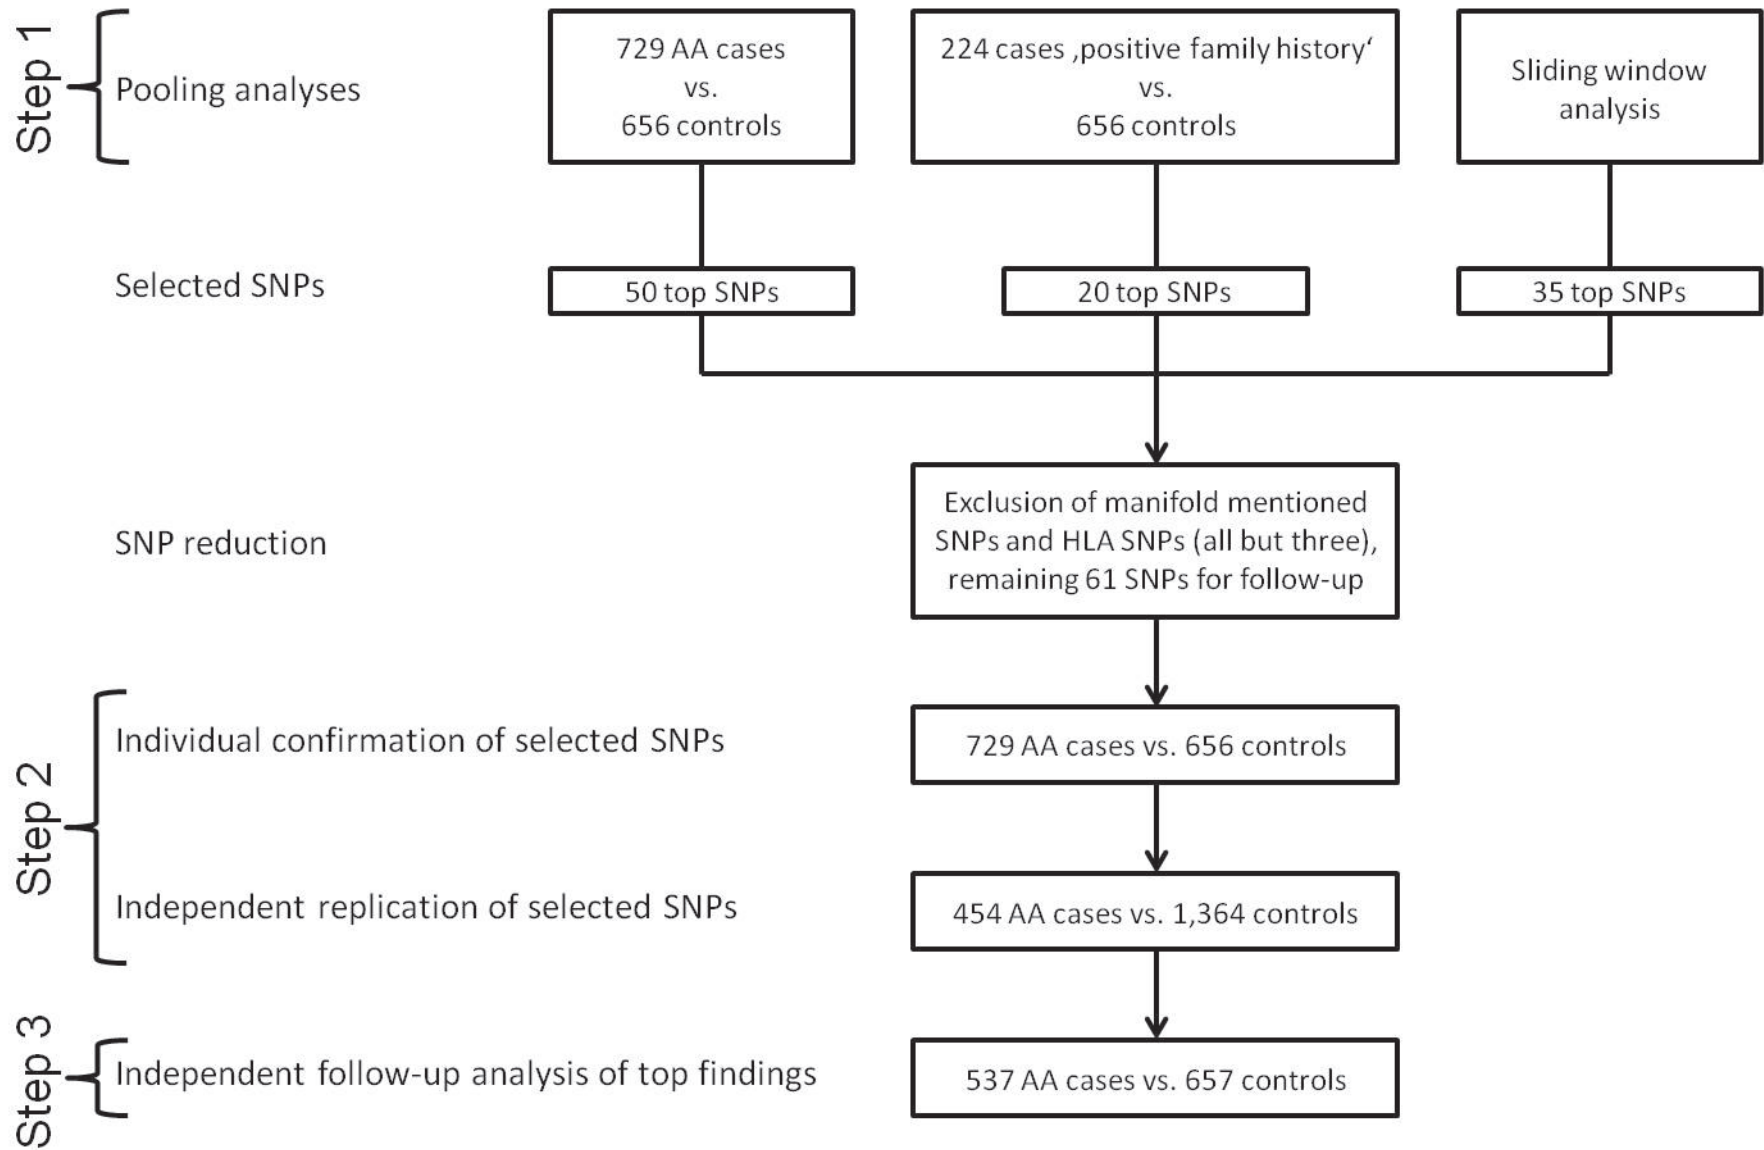 Step 1
Pooling analyses
729 AA cases
vs.
656 controls
224 cases ‚positive family history‘
vs.
656 controls
Sliding window
analysis
Selected SNPs
50 top SNPs
20 top SNPs
35 top SNPs
SNP reduction
Exclusion of manifold mentioned
SNPs and HLA SNPs (all but three),
remaining 61 SNPs for follow-up
Step 2
Individual confirmation of selected SNPs
729 AA cases vs. 656 controls
Independent replication of selected SNPs
454 AA cases vs. 1,364 controls
Step 3
Independent follow-up analysis of top findings
537 AA cases vs. 657 controls